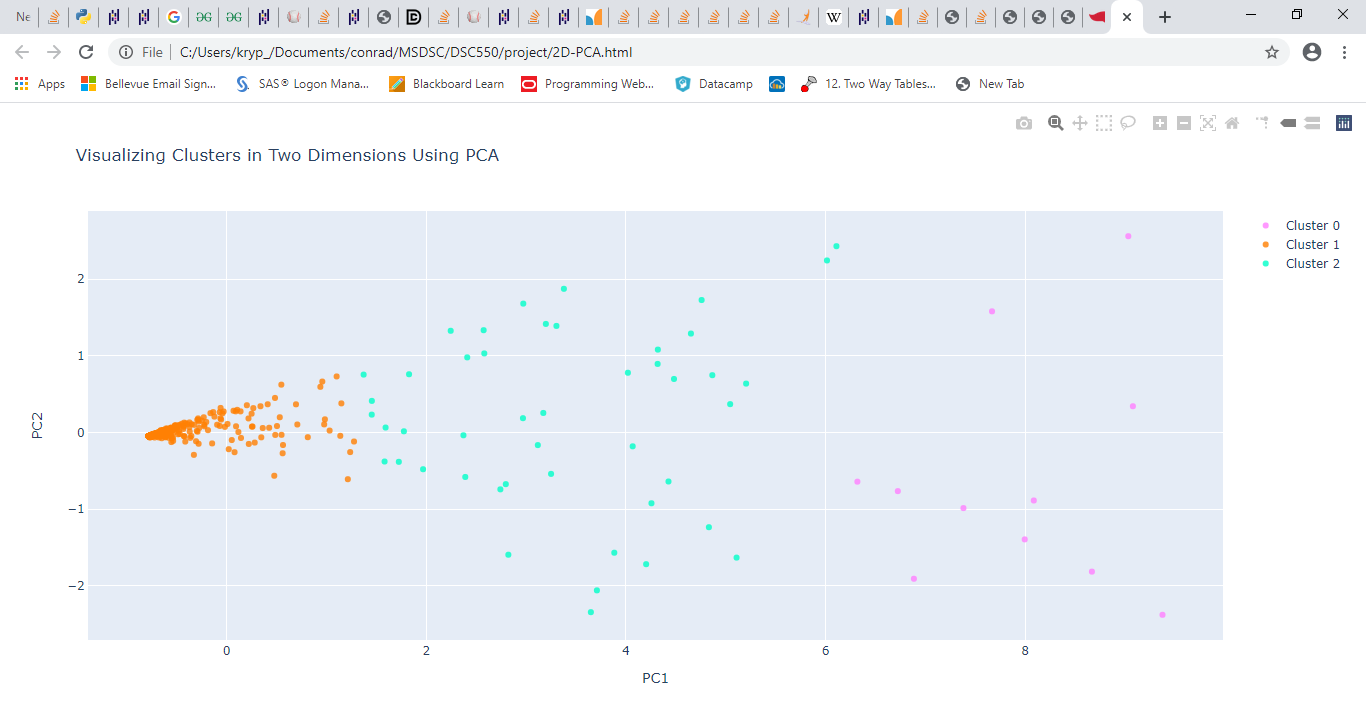 Ne
File C:/Users/kryp_/Documents/conrad/MSDSC/DSC550/project/2D-PCA.html
Apps Bellevue Email Sign... SAS® Logon Mana... Blackboard Learn Programming Web... Datacamp 12. Two Way Tables... New Tab
Visualizing Clusters in Two Dimensions Using PCA
Cluster 0
Cluster 1
Cluster 2
2
1
0
−1
−2
PC2
0 2 4 6 8
PC1